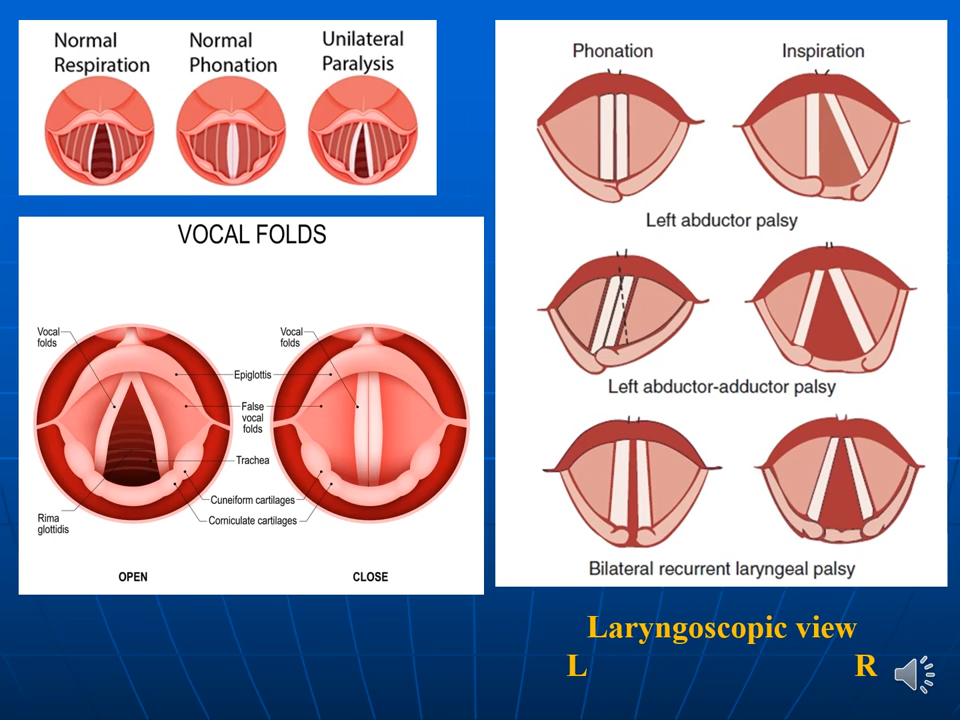 Normal
Respiration
Normal
Phonation
Unilateral
Paralysis
VOCAL FOLDS
Vocal
folds
Vocal
folds
Epiglottis
False
vocal
folds
Trachea
Cuneiform cartilages
Corniculate cartilages
Rima
glottidis
OPEN
CLOSE
Phonation
Inspiration
Left abductor palsy
Left abductor-adductor palsy
Bilateral recurrent laryngeal palsy
Laryngoscopic view
L R